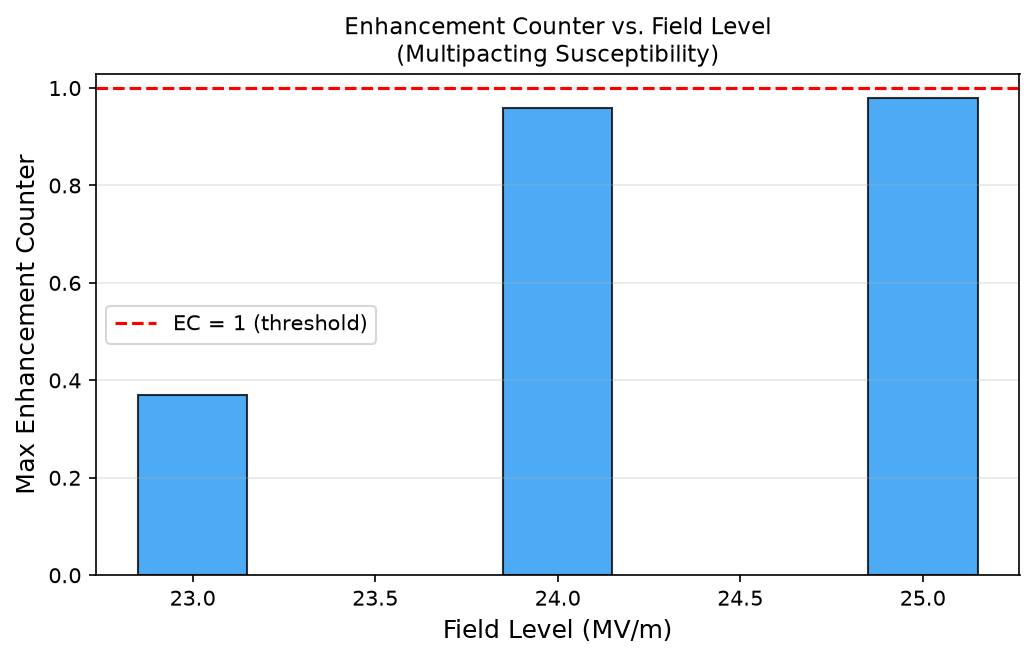 Enhancement Counter vs. Field Level
(Multipacting Susceptibility)
Max Enhancement Counter
1.0
0.8
0.6
0.4
0.2
0.0
EC = 1 (threshold)
23.0 23.5 24.0 24.5 25.0
Field Level (MV/m)